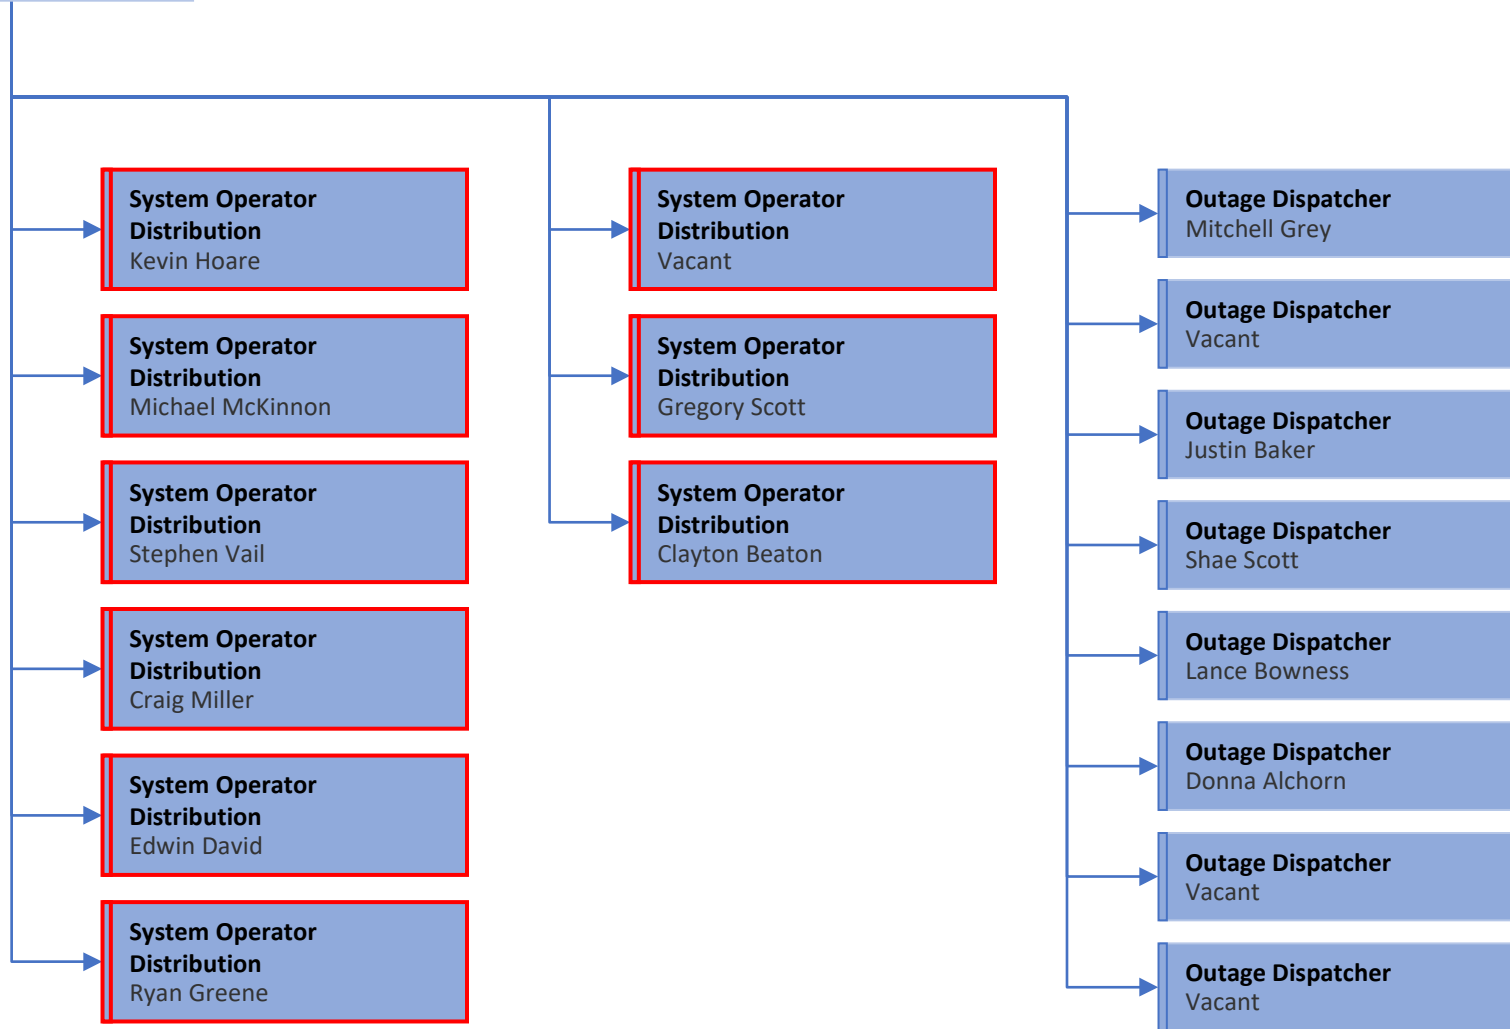 System Operator
Distribution
Kevin Hoare
System Operator
Distribution
Michael McKinnon
System Operator
Distribution
Stephen Vail
System Operator
Distribution
Craig Miller
System Operator
Distribution
Edwin David
System Operator
Distribution
Ryan Greene
System Operator
Distribution
Vacant
System Operator
Distribution
Gregory Scott
System Operator
Distribution
Clayton Beaton
Outage Dispatcher
Mitchell Grey
Outage Dispatcher
Vacant
Outage Dispatcher
Justin Baker
Outage Dispatcher
Shae Scott
Outage Dispatcher
Lance Bowness
Outage Dispatcher
Donna Alchorn
Outage Dispatcher
Vacant
Outage Dispatcher
Vacant